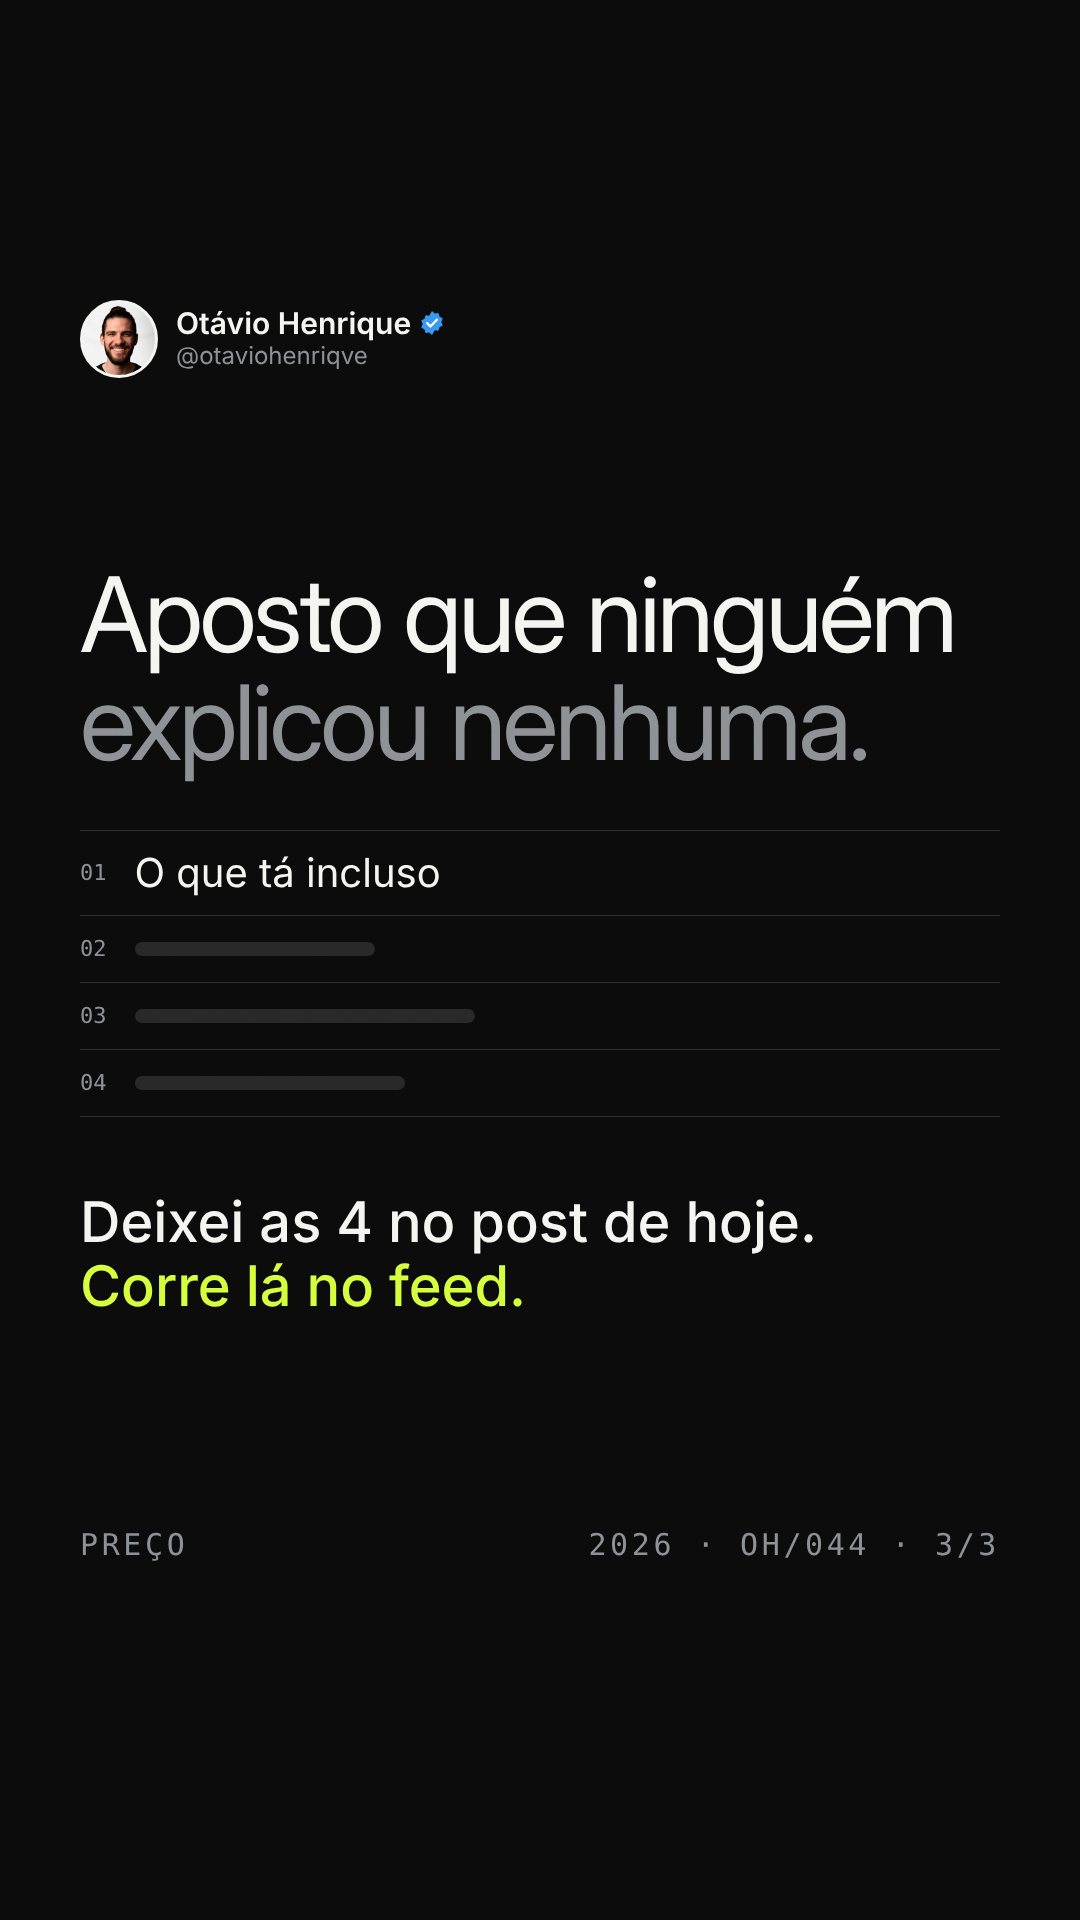 Otávio Henrique
@otaviohenriqve
Aposto que ninguém
explicou nenhuma.
01 O que tá incluso
02
03
04
Deixei as 4 no post de hoje.
Corre lá no feed.
PREÇO 2026 · OH/044 · 3/3